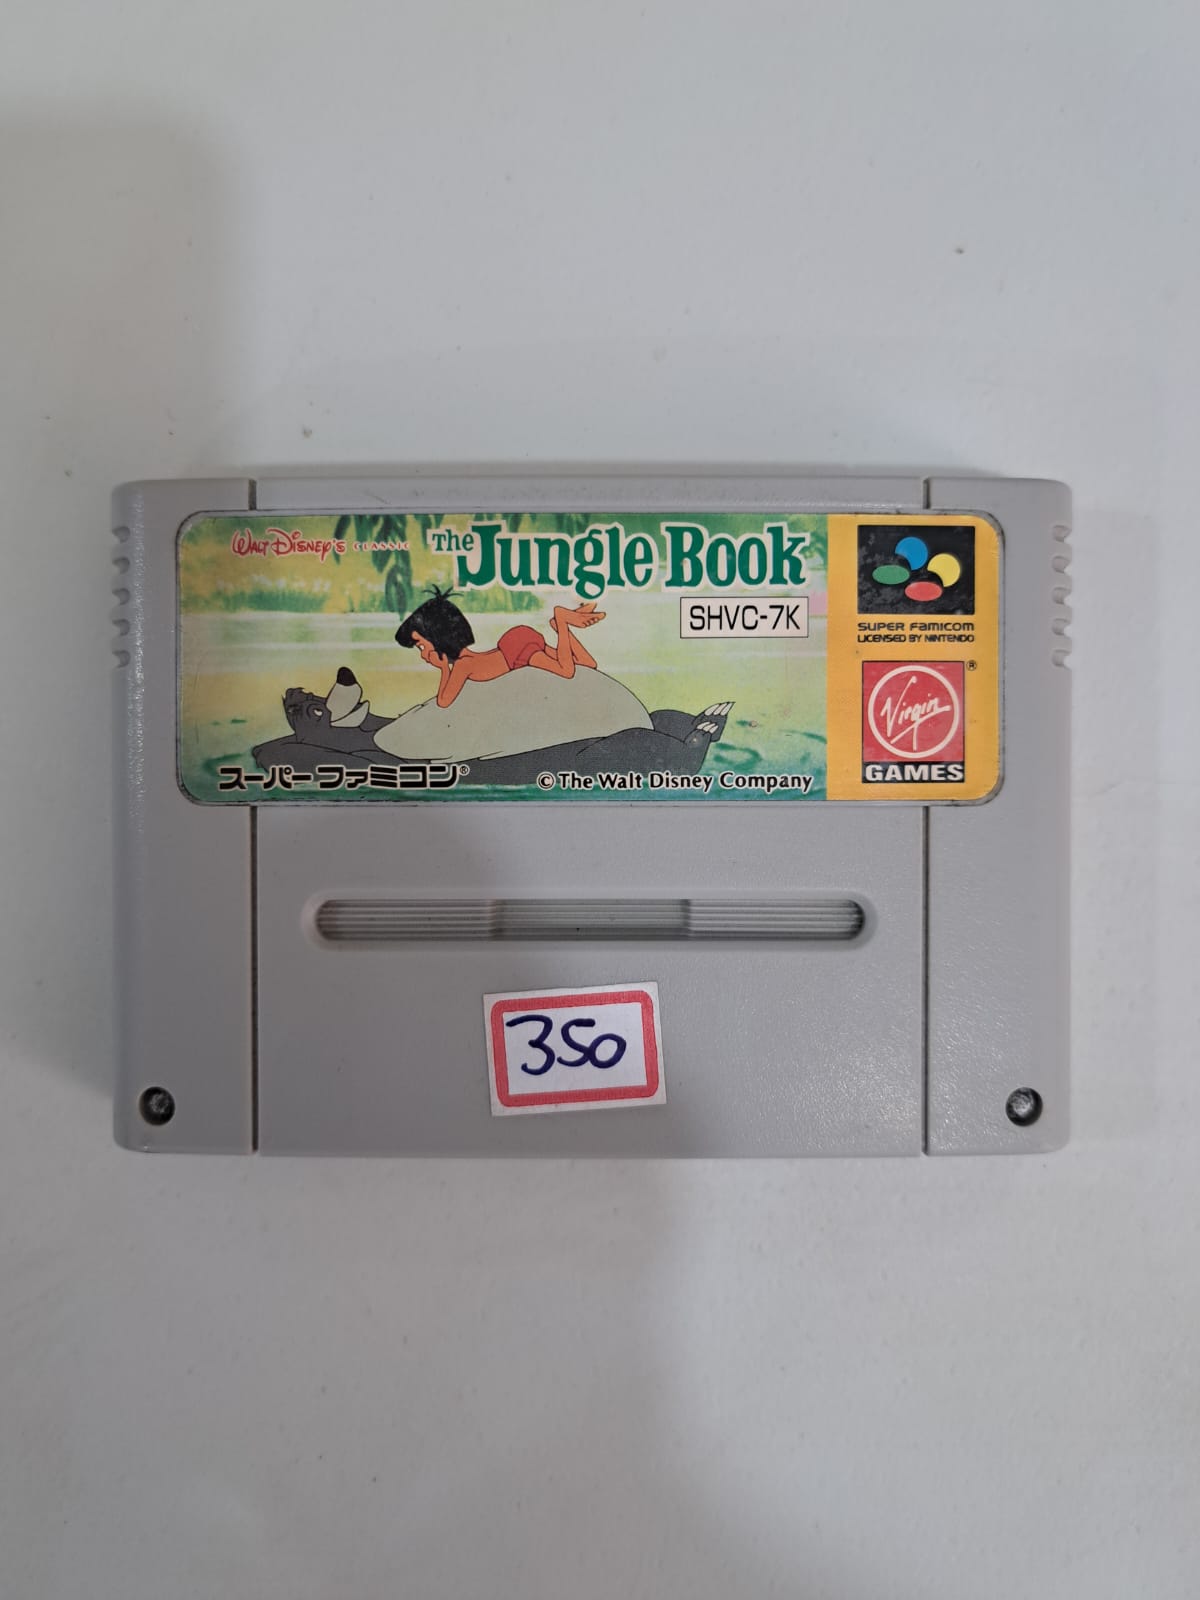 WALT DISNEY'S CLASSIC
The Jungle Book
SHVC-7K
スーパーファミコン®
© The Walt Disney Company
SUPER FAMICOM
LICENSED BY NINTENDO
Virgin®
GAMES
350